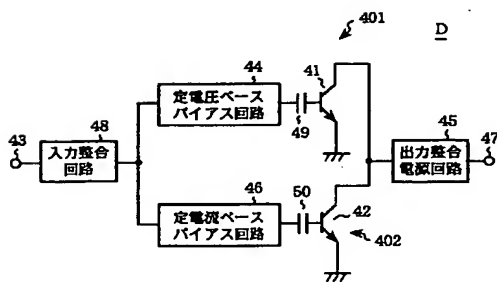 401
D
44
41
定電圧ベース
バイアス回路
49
43
48
入力整合
回路
45
47
出力整合
電源回路
46
50
定電流ベース
バイアス回路
42
402